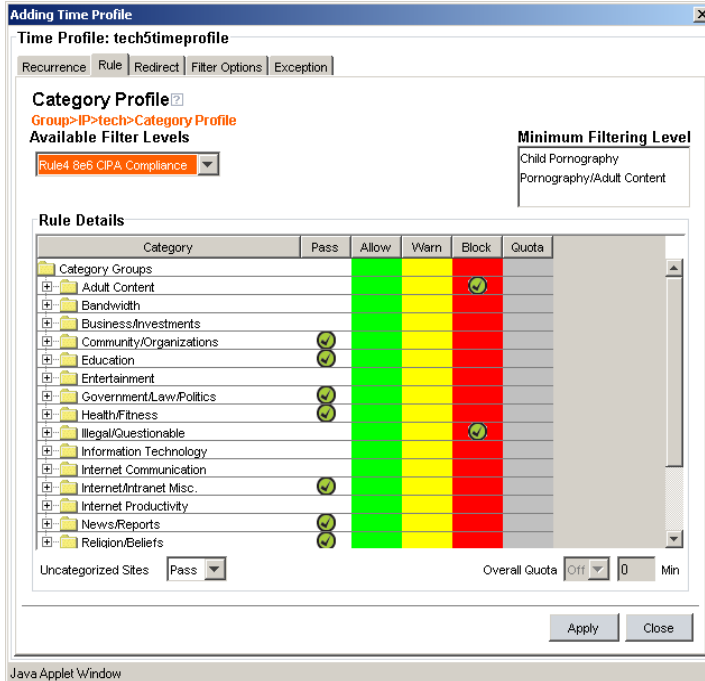 Adding Time Profile
Time Profile: tech5timeprofile
Recurrence Rule Redirect Filter Options Exception
Category Profile ?
Group>IP>tech>Category Profile
Available Filter Levels
Minimum Filtering Level
Rule4 8e6 CIPA Compliance
Child Pornography
Pornography/Adult Content
Rule Details
Category Pass Allow Warn Block Quota
Category Groups
Adult Content
Bandwidth
Business/Investments
Community/Organizations
Education
Entertainment
Government/Law/Politics
Health/Fitness
Illegal/Questionable
Information Technology
Internet Communication
Internet/Intranet Misc.
Internet Productivity
News/Reports
Religion/Beliefs
Uncategorized Sites Pass Overall Quota Off 0 Min
Apply Close
Java Applet Window